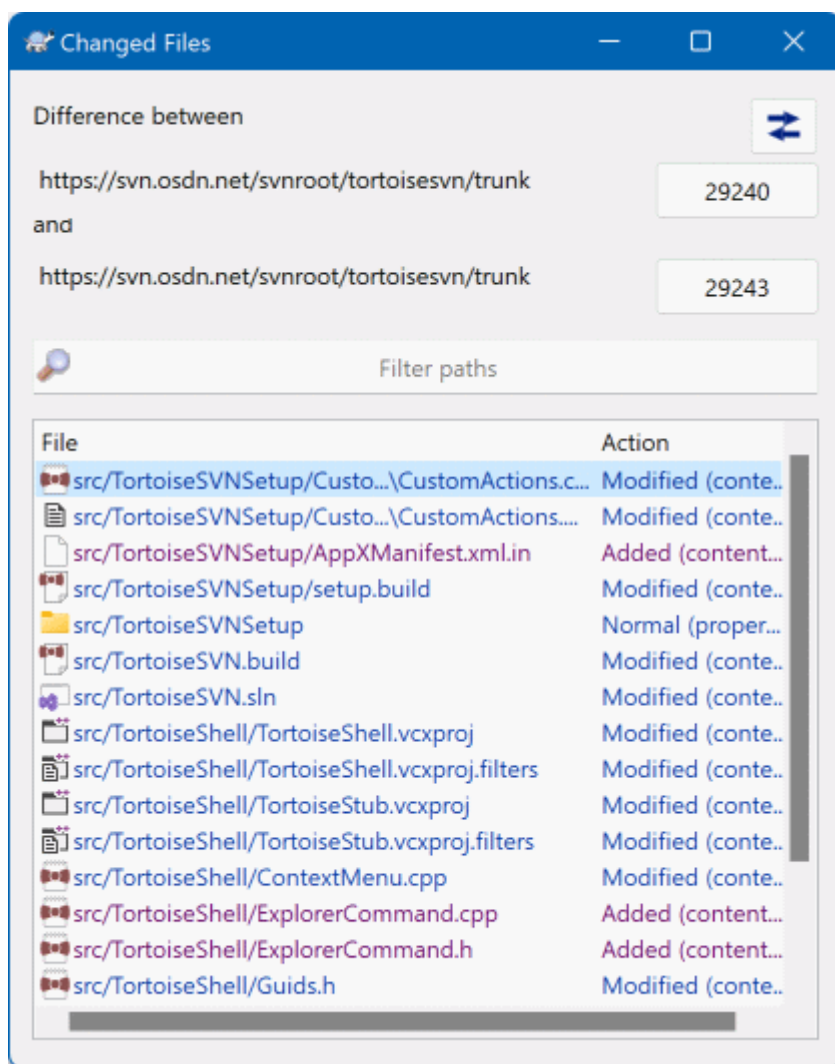 Changed Files
Difference between
https://svn.osdn.net/svnroot/tortoisesvn/trunk 29240
and
https://svn.osdn.net/svnroot/tortoisesvn/trunk 29243
Filter paths
File Action
src/TortoiseSVNSetup/Custo...\CustomActions.c... Modified (conte..
src/TortoiseSVNSetup/Custo...\CustomActions.... Modified (conte..
src/TortoiseSVNSetup/AppXManifest.xml.in Added (content...
src/TortoiseSVNSetup/setup.build Modified (conte..
src/TortoiseSVNSetup Normal (proper...
src/TortoiseSVN.build Modified (conte..
src/TortoiseSVN.sln Modified (conte..
src/TortoiseShell/TortoiseShell.vcxproj Modified (conte..
src/TortoiseShell/TortoiseShell.vcxproj.filters Modified (conte..
src/TortoiseShell/TortoiseStub.vcxproj Modified (conte..
src/TortoiseShell/TortoiseStub.vcxproj.filters Modified (conte..
src/TortoiseShell/ContextMenu.cpp Modified (conte..
src/TortoiseShell/ExplorerCommand.cpp Added (content...
src/TortoiseShell/ExplorerCommand.h Added (content...
src/TortoiseShell/Guids.h Modified (conte..